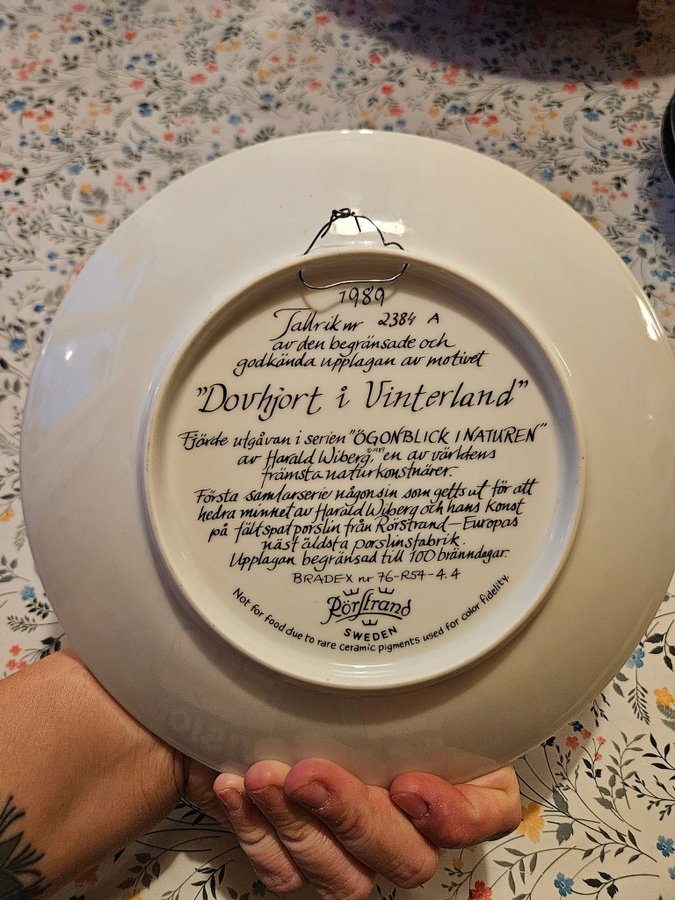 1989
Tallrik nr 2384 A
av den begränsade och
godkända upplagan av motivet
"Dovhjort i Vinterland"
Fjärde utgåvan i serien "ÖGONBLICK I NATUREN"
av Harald Wiberg, en av världens
främsta naturkonstnärer.
Första samlarserie någonsin som getts ut för att
hedra minnet av Harald Wiberg och hans konst
på fältspatporslin från Rörstrand—Europas
näst äldsta porslinsfabrik.
Upplagan begränsad till 100 bränndagar.
BRADEX nr 76-R54-4.4
Rörstrand
SWEDEN
Not for food due to rare ceramic pigments used for color fidelity.